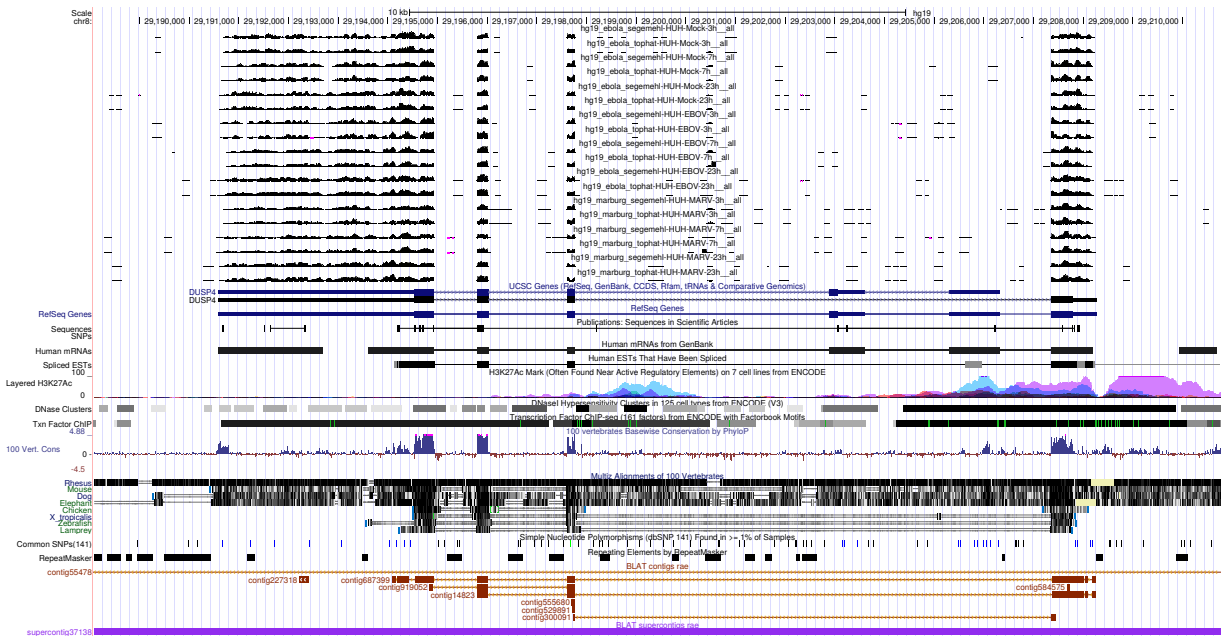 Scale 10 kb hg19
chr8: 29,190,000 29,191,000 29,192,000 29,193,000 29,194,000 29,195,000 29,196,000 29,197,000 29,198,000 29,199,000 29,200,000 29,201,000 29,202,000 29,203,000 29,204,000 29,205,000 29,206,000 29,207,000 29,208,000 29,209,000 29,210,000
hg19_ebola_segemehl-HUH-Mock-3h__all
hg19_ebola_tophat-HUH-Mock-3h__all
hg19_ebola_segemehl-HUH-Mock-7h__all
hg19_ebola_tophat-HUH-Mock-7h__all
hg19_ebola_segemehl-HUH-Mock-23h__all
hg19_ebola_tophat-HUH-Mock-23h__all
hg19_ebola_segemehl-HUH-EBOV-3h__all
hg19_ebola_tophat-HUH-EBOV-3h__all
hg19_ebola_segemehl-HUH-EBOV-7h__all
hg19_ebola_tophat-HUH-EBOV-7h__all
hg19_ebola_segemehl-HUH-EBOV-23h__all
hg19_ebola_tophat-HUH-EBOV-23h__all
hg19_marburg_segemehl-HUH-MARV-3h__all
hg19_marburg_tophat-HUH-MARV-3h__all
hg19_marburg_segemehl-HUH-MARV-7h__all
hg19_marburg_tophat-HUH-MARV-7h__all
hg19_marburg_segemehl-HUH-MARV-23h__all
hg19_marburg_tophat-HUH-MARV-23h__all
UCSC Genes (RefSeq, GenBank, CCDS, Rfam, tRNAs & Comparative Genomics)
DUSP4
DUSP4
RefSeq Genes
RefSeq Genes
Publications: Sequences in Scientific Articles
Sequences
SNPs
Human mRNAs from GenBank
Human mRNAs
Human ESTs That Have Been Spliced
Spliced ESTs
H3K27Ac Mark (Often Found Near Active Regulatory Elements) on 7 cell lines from ENCODE
100
Layered H3K27Ac
0
DNaseI Hypersensitivity Clusters in 125 cell types from ENCODE (V3)
DNase Clusters
Transcription Factor ChIP-seq (161 factors) from ENCODE with Factorbook Motifs
Txn Factor ChIP
100 vertebrates Basewise Conservation by PhyloP
4.88
100 Vert. Cons
0
-4.5
Multiz Alignments of 100 Vertebrates
Rhesus
Mouse
Dog
Elephant
Chicken
X_tropicalis
Zebrafish
Lamprey
Simple Nucleotide Polymorphisms (dbSNP 141) Found in >= 1% of Samples
Common SNPs(141)
Repeating Elements by RepeatMasker
RepeatMasker
BLAT contigs rae
contig55478
contig227318 contig687399
contig919052 contig584575
contig14823
contig555680
contig529891
contig300091
BLAT supercontigs rae
supercontig37138